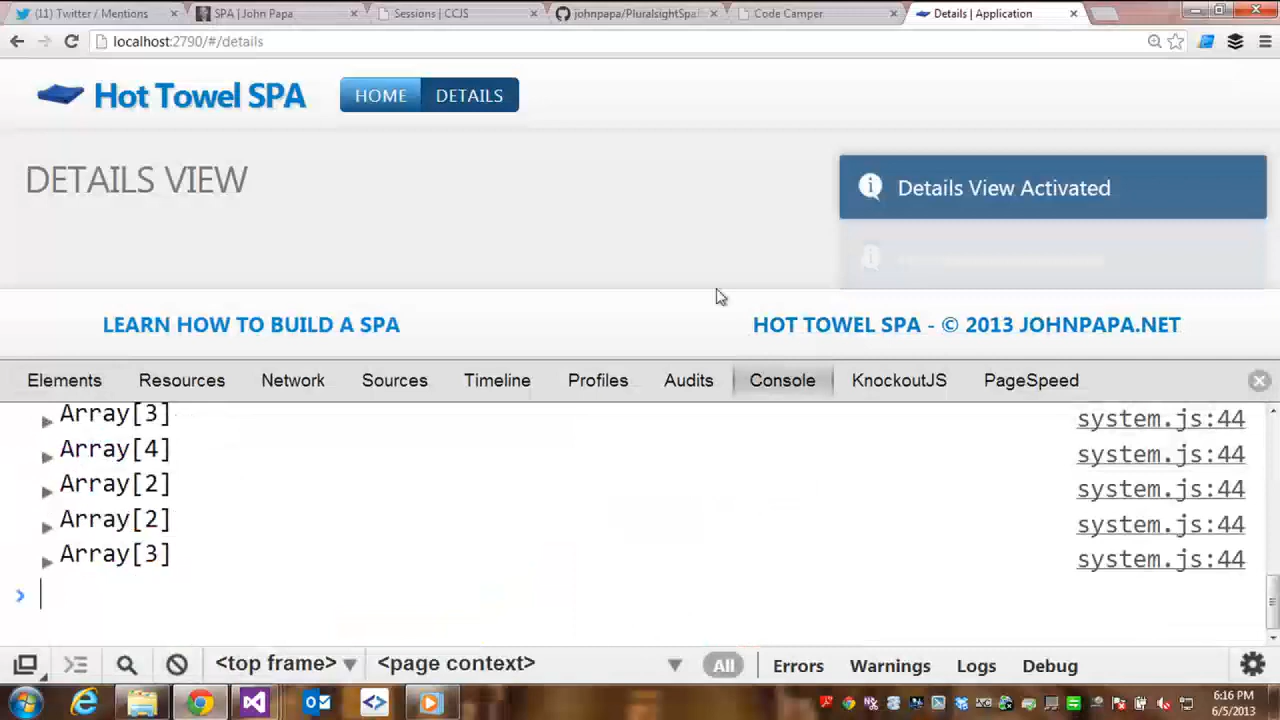 (11) Twitter / Mentions
SPA | John Papa
Sessions | CCJS
johnpapa/PluralsightSpa
Code Camper
Details | Application
localhost:2790/#/details
Hot Towel SPA
HOME
DETAILS
DETAILS VIEW
Details View Activated
LEARN HOW TO BUILD A SPA
HOT TOWEL SPA - © 2013 JOHNPAPA.NET
Elements
Resources
Network
Sources
Timeline
Profiles
Audits
Console
KnockoutJS
PageSpeed
Array[3] system.js:44
Array[4] system.js:44
Array[2] system.js:44
Array[2] system.js:44
Array[3] system.js:44
<top frame>
<page context>
All
Errors
Warnings
Logs
Debug
6:16 PM
6/5/2013